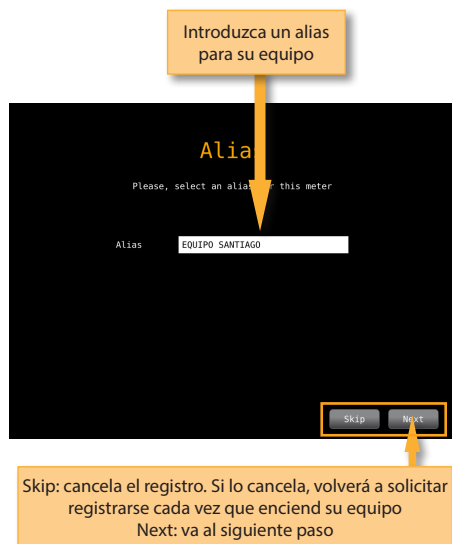 Introduzca un alias
para su equipo
Alias
Please, select an alias for this meter
Alias EQUIPO SANTIAGO
Skip Next
Skip: cancela el registro. Si lo cancela, volverá a solicitar
registrarse cada vez que enciend su equipo
Next: va al siguiente paso